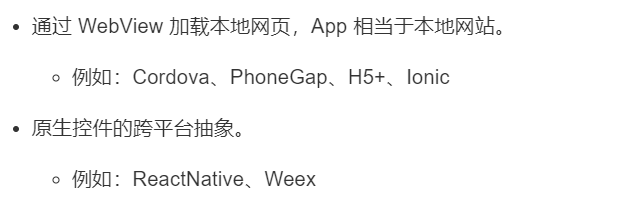 通过 WebView 加载本地网页，App 相当于本地网站。
例如：Cordova、PhoneGap、H5+、Ionic
原生控件的跨平台抽象。
例如：ReactNative、Weex